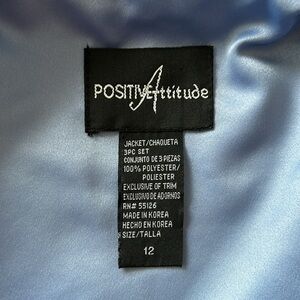 POSITIVE Attitude
JACKET/CHAQUETA
3PC SET
CONJUNTO DE 3 PIEZAS
100% POLYESTER/
POLIESTER
EXCLUSIVE OF TRIM
EXCLUSIVO DE ADORNOS
RN# 55126
MADE IN KOREA
HECHO EN KOREA
SIZE/TALLA
12